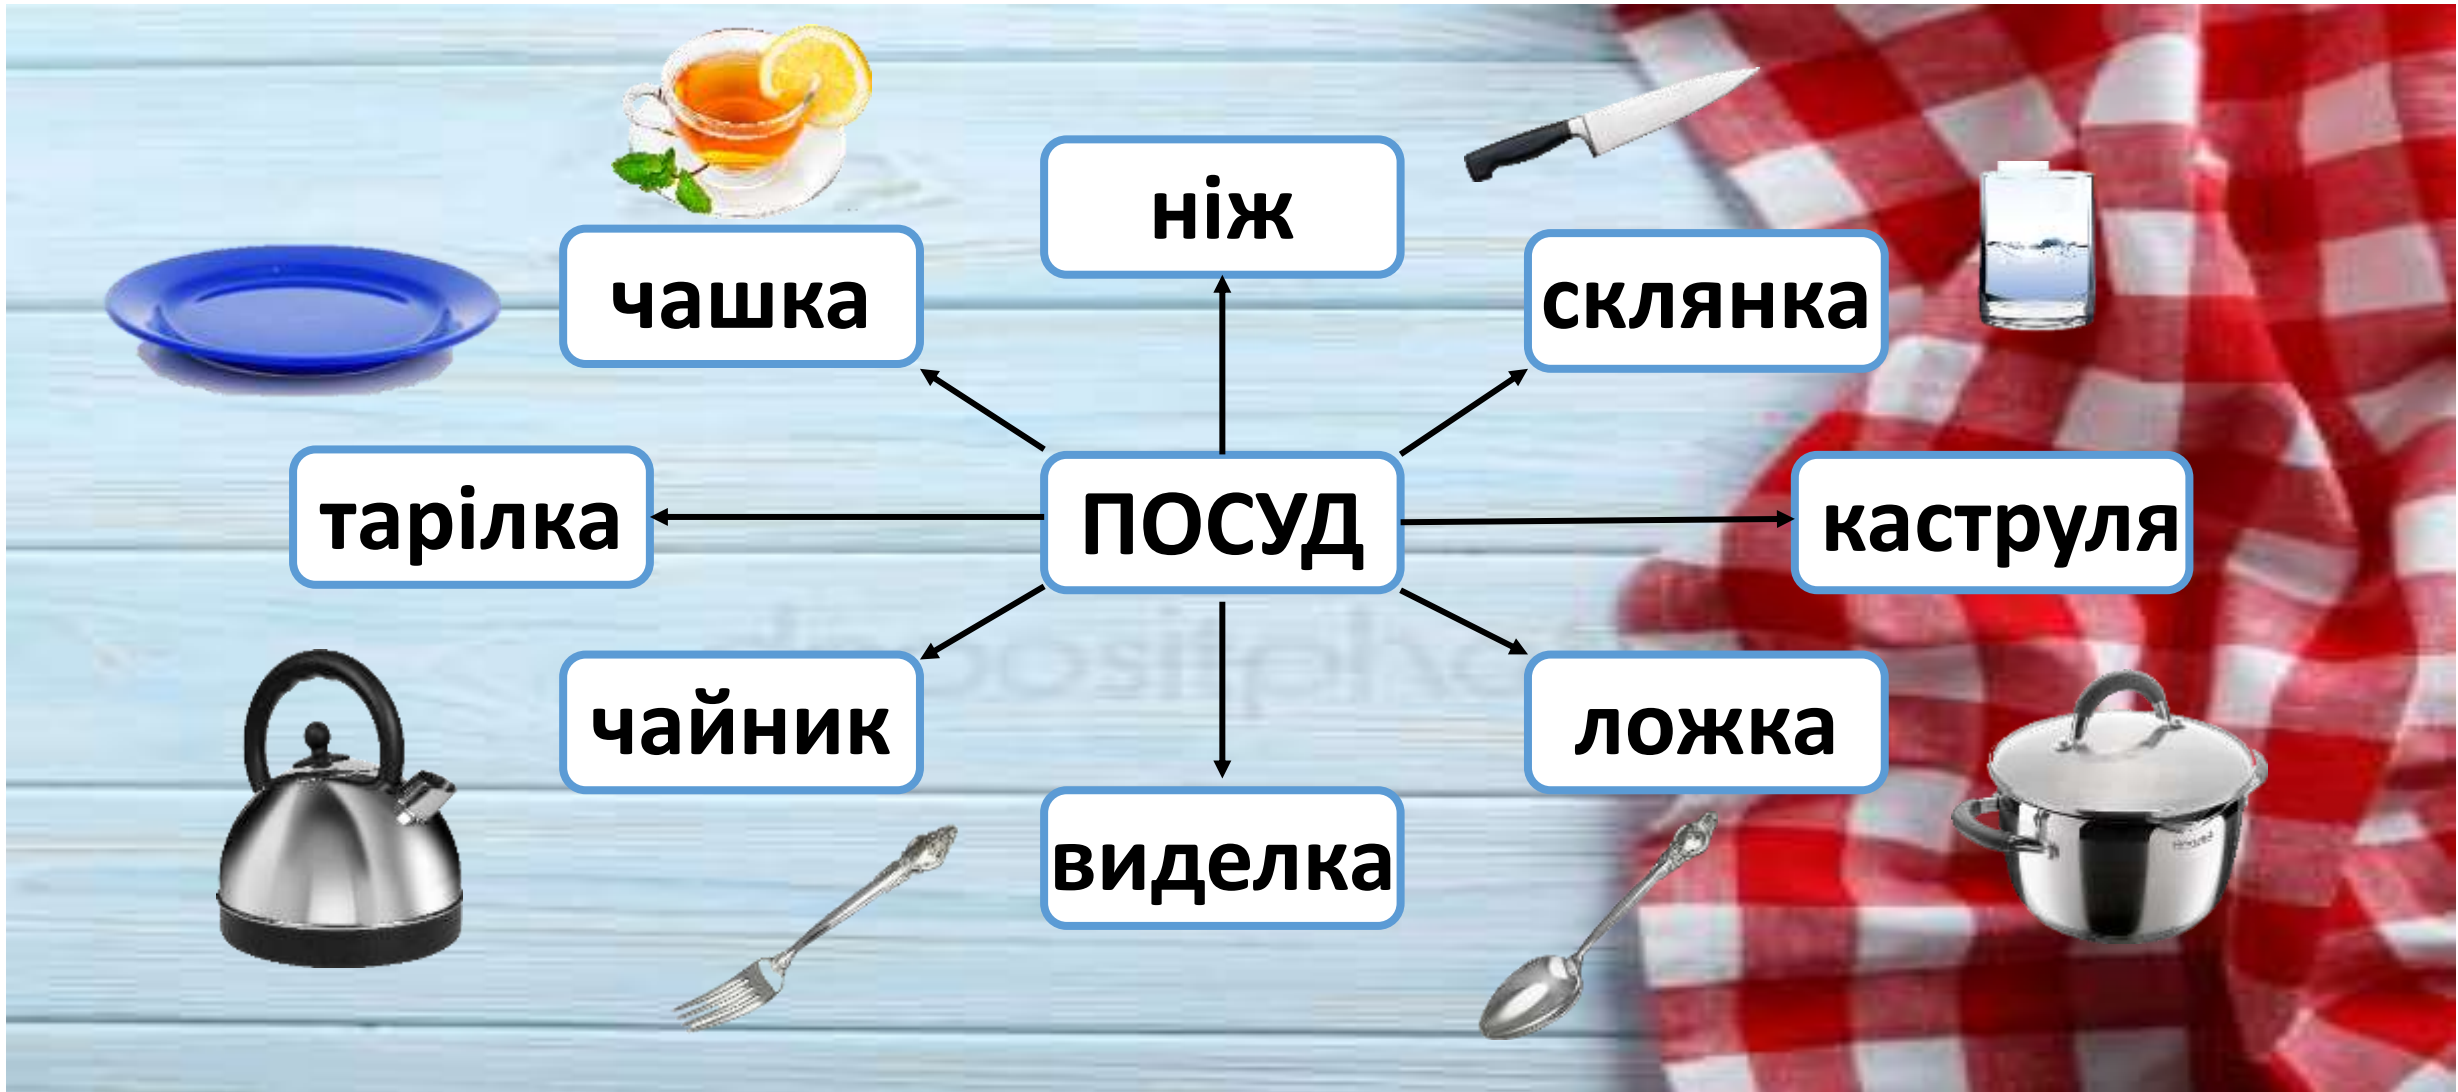 ніж
чашка
склянка
тарілка
ПОСУД
каструля
чайник
ложка
виделка